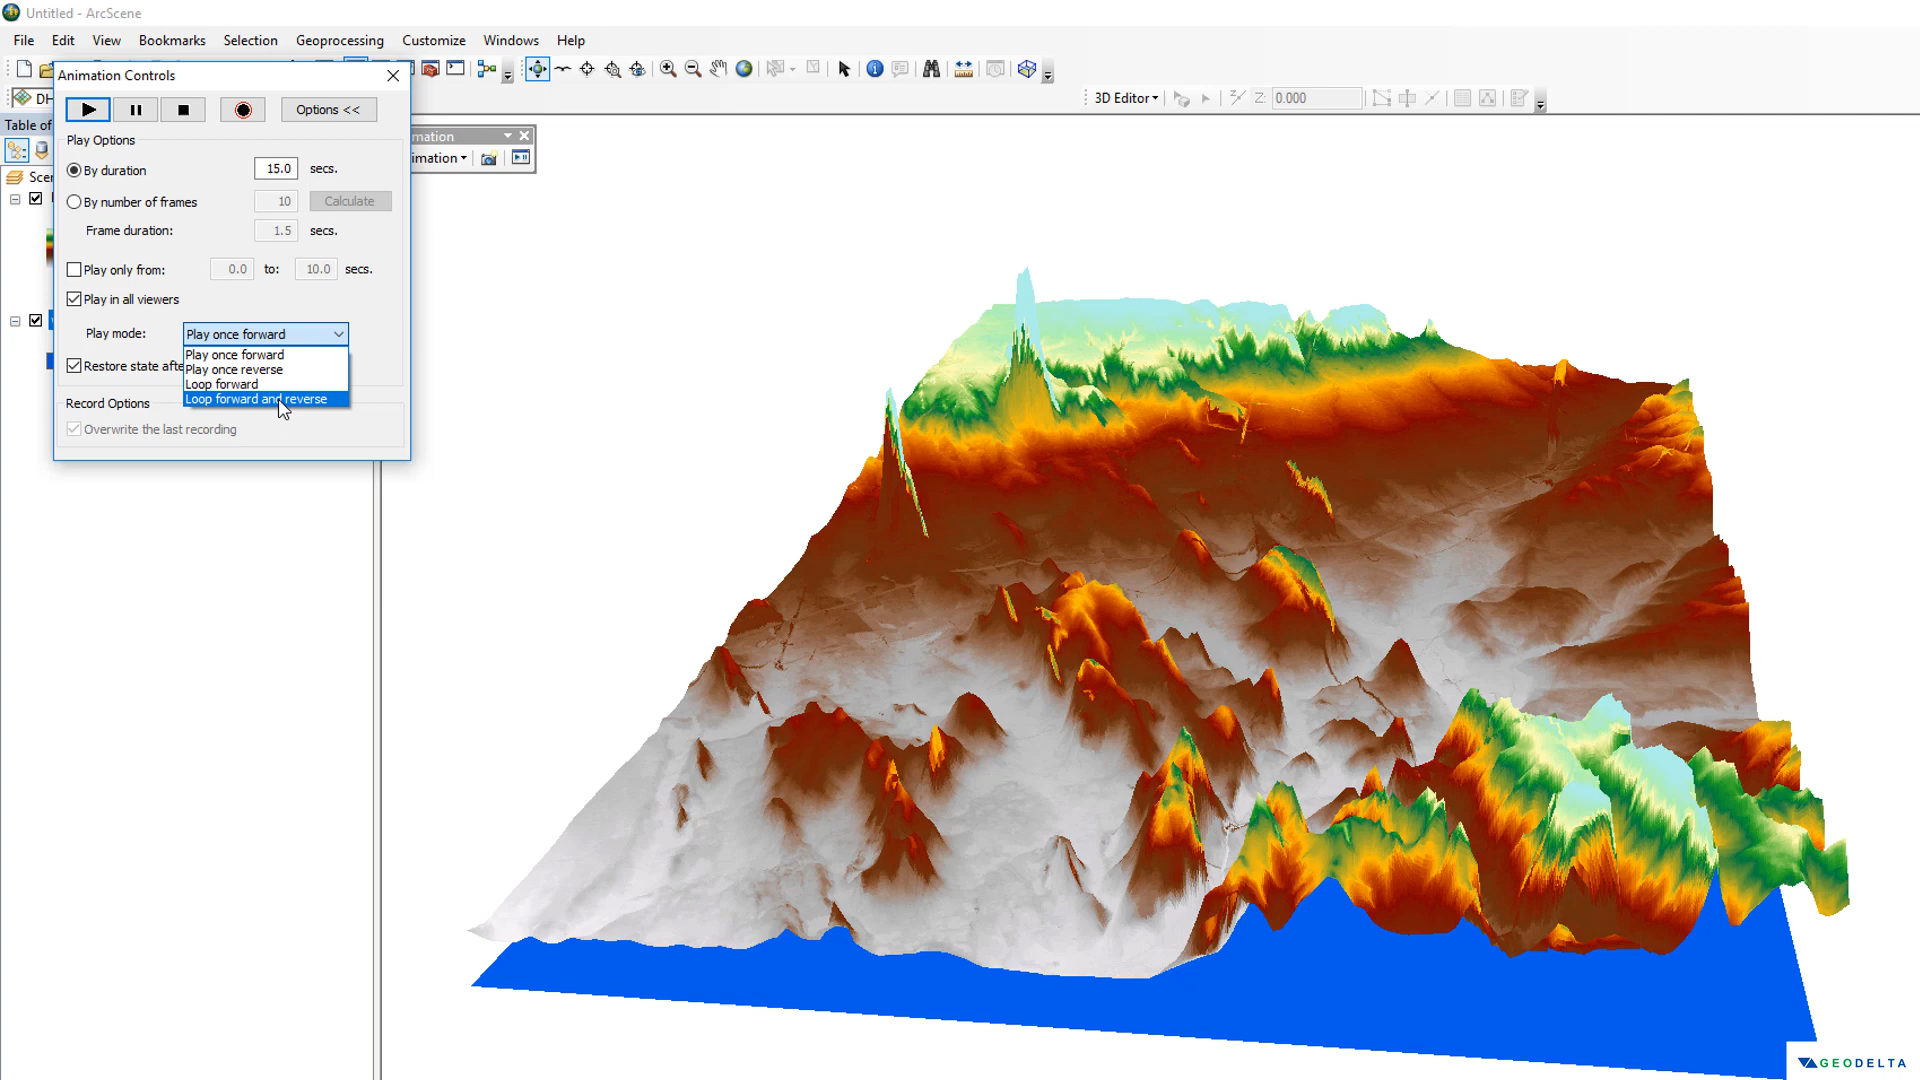 Untitled - ArcScene
File Edit View Bookmarks Selection Geoprocessing Customize Windows Help
Animation Controls
Options <<
DH
3D Editor
Z:
0.000
Table of
mation
imation
Play Options
By duration 15.0 secs.
Scen
By number of frames 10 Calculate
Frame duration: 1.5 secs.
Play only from: 0.0 to: 10.0 secs.
Play in all viewers
Play mode: Play once forward
Play once forward
Play once reverse
Loop forward
Loop forward and reverse
Restore state afte
Record Options
Overwrite the last recording
GEODELTA